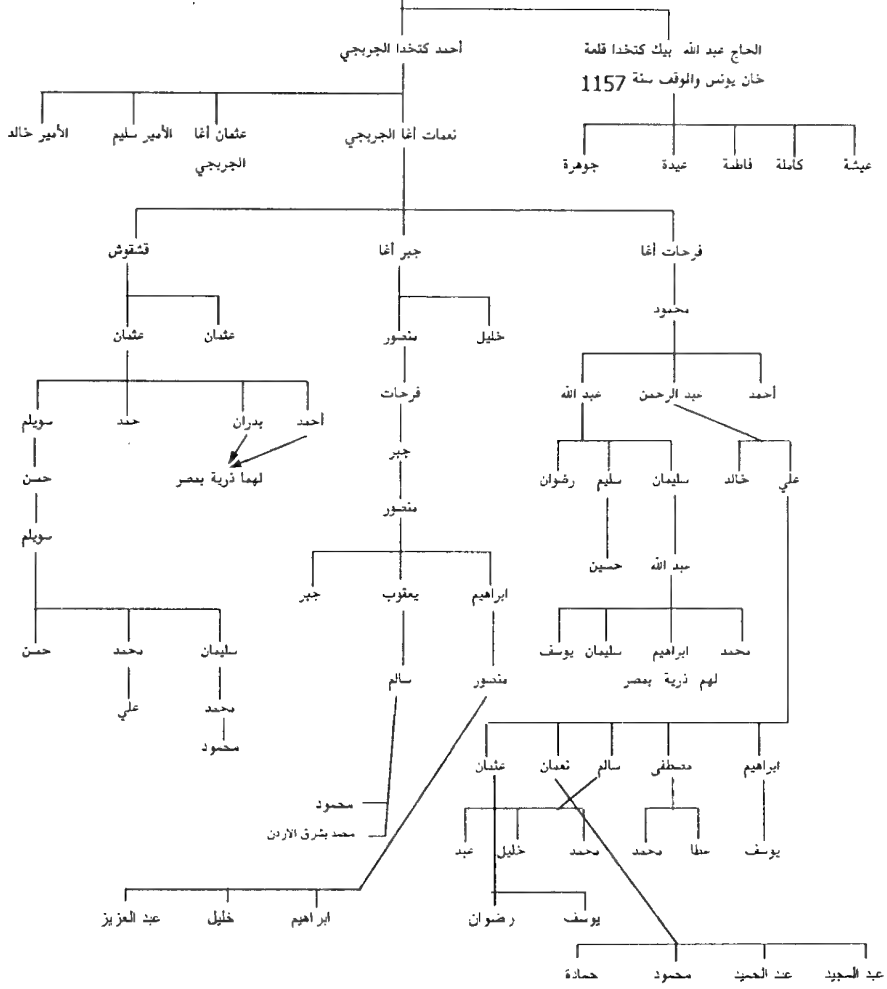 الحاج عبد الله بيك كتخدا قلعة
خان يونس والموقف سنة 1157
أحمد كتخدا الجربجي
عيشة كاملة فاطمة عيدة جوهرة
نعمات أغا الجربجي
عثمان أغا
الجربجي
الأمير سليم
الأمير خالد
فرحات أغا جبر أغا قشقوش
محمود
خليل منصور عثمان عثمان
أحمد عبد الرحمن عبد الله فرحات أحمد بدران حمد سويلم
علي خالد سليمان سليم رضوان جبر لهما ذرية بمصر حسن
منصور سويلم
عبد الله حسين
ابراهيم يعقوب جبر
محمد ابراهيم سليمان يوسف سليمان محمد حسن
لهم ذرية بمصر
منصور سالم محمد علي
محمود
ابراهيم مصطفى سالم نعمان عثمان
محمود
محمد بشرق الاردن
يوسف عطا محمد محمد خليل عبد
يوسف رضوان ابراهيم خليل عبد العزيز
عبد المجيد عبد الحميد محمود حمادة